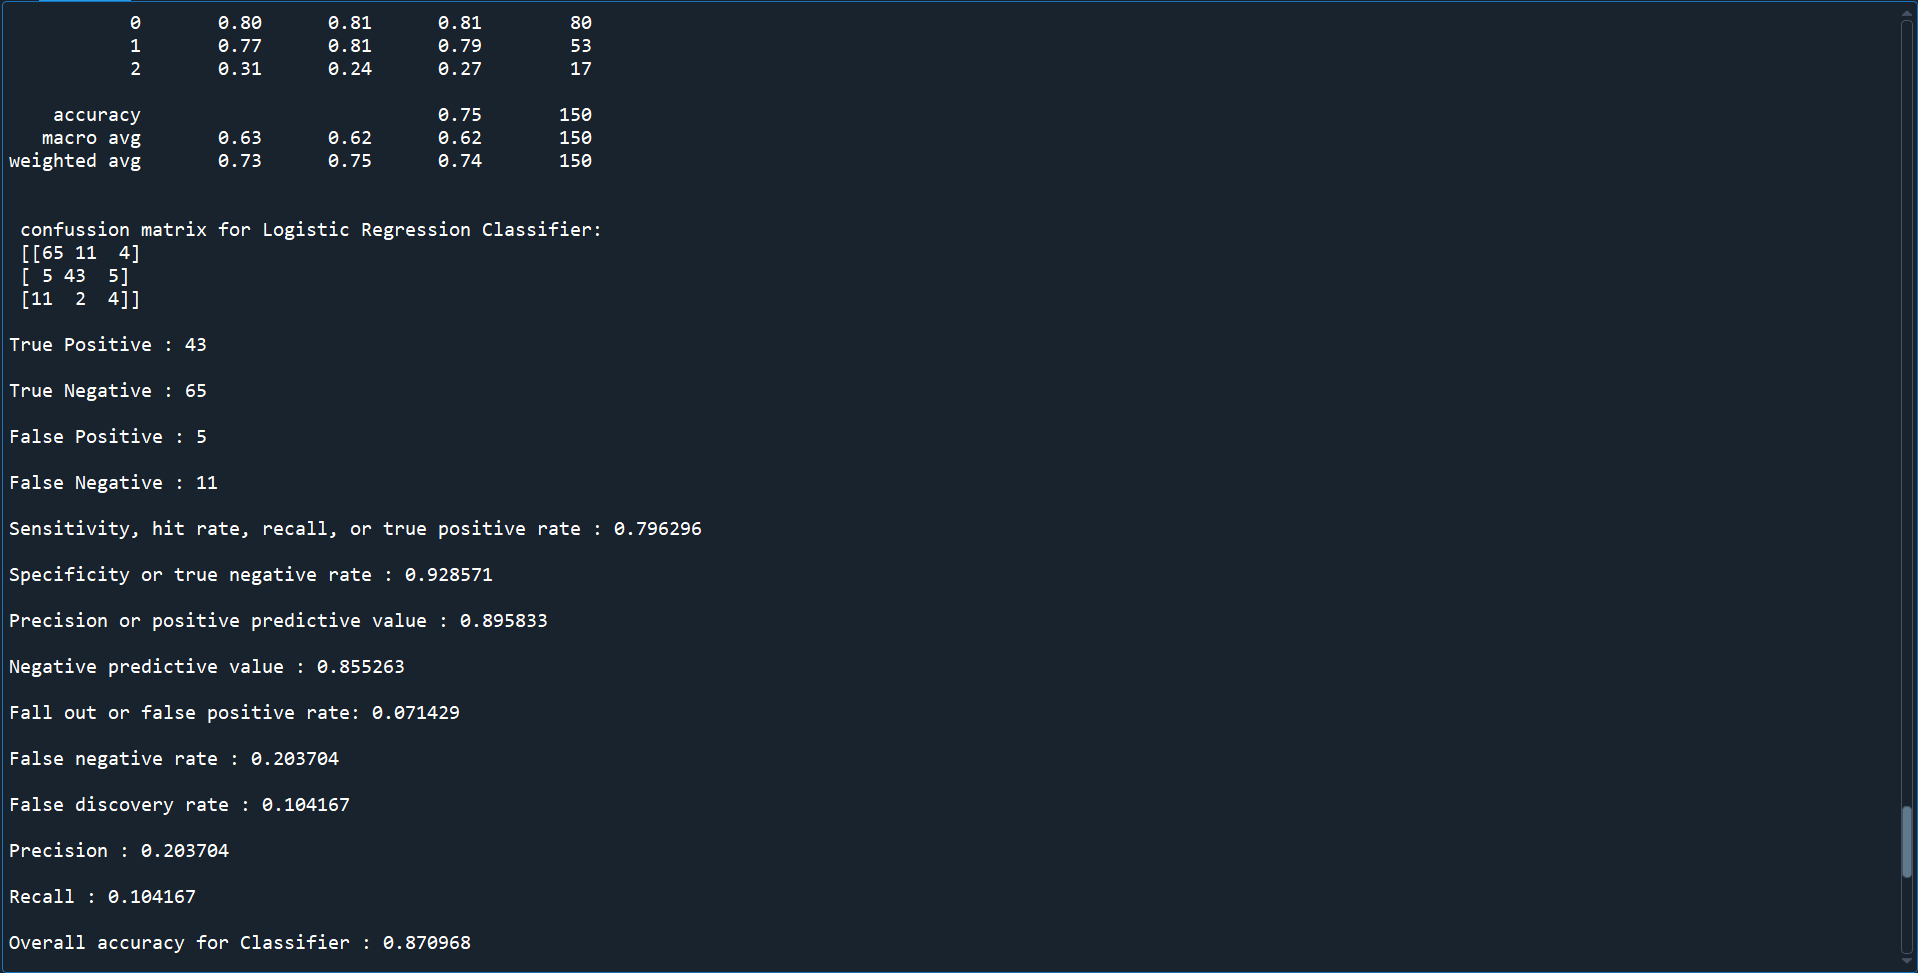 0 0.80 0.81 0.81 80
1 0.77 0.81 0.79 53
2 0.31 0.24 0.27 17
accuracy 0.75 150
macro avg 0.63 0.62 0.62 150
weighted avg 0.73 0.75 0.74 150
confussion matrix for Logistic Regression Classifier:
[[65 11 4]
[ 5 43 5]
[11 2 4]]
True Positive : 43
True Negative : 65
False Positive : 5
False Negative : 11
Sensitivity, hit rate, recall, or true positive rate : 0.796296
Specificity or true negative rate : 0.928571
Precision or positive predictive value : 0.895833
Negative predictive value : 0.855263
Fall out or false positive rate: 0.071429
False negative rate : 0.203704
False discovery rate : 0.104167
Precision : 0.203704
Recall : 0.104167
Overall accuracy for Classifier : 0.870968